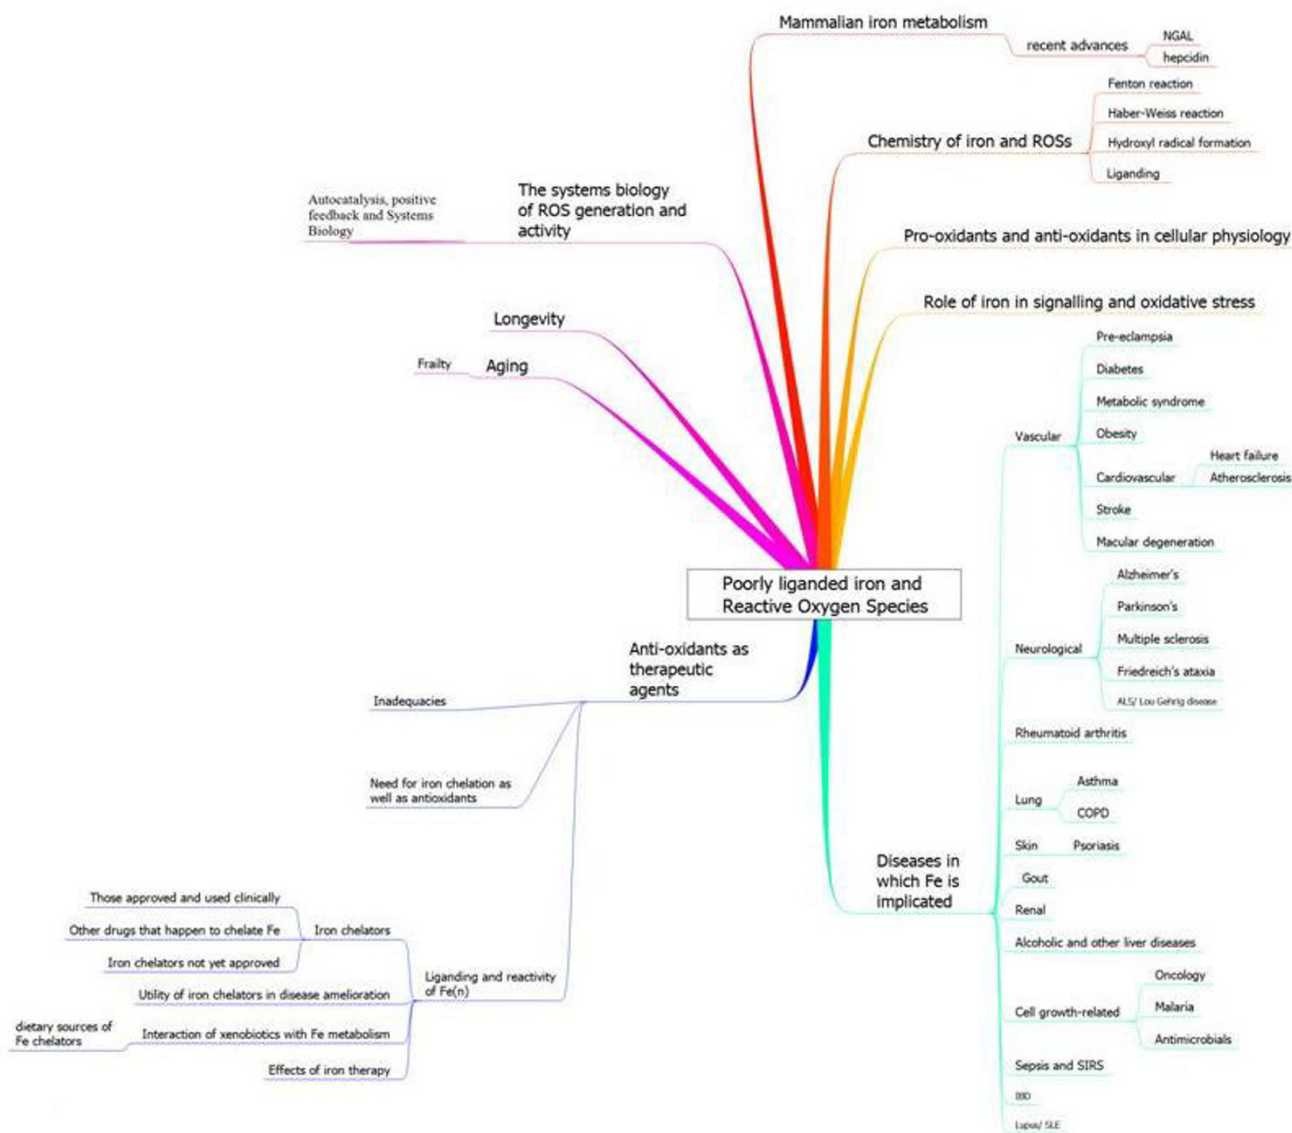 Mammalian iron metabolism
recent advances
NGAL
hepcidin
Chemistry of iron and ROSs
Fenton reaction
Haber-Weiss reaction
Hydroxyl radical formation
Liganding
Pro-oxidants and anti-oxidants in cellular physiology
Role of iron in signalling and oxidative stress
The systems biology
of ROS generation and
activity
Autocatalysis, positive
feedback and Systems
Biology
Longevity
Aging
Frailty
Poorly liganded iron and
Reactive Oxygen Species
Anti-oxidants as
therapeutic
agents
Inadequacies
Need for iron chelation as
well as antioxidants
Liganding and reactivity
of Fe(n)
Iron chelators
Those approved and used clinically
Other drugs that happen to chelate Fe
Iron chelators not yet approved
Utility of iron chelators in disease amelioration
Interaction of xenobiotics with Fe metabolism
dietary sources of
Fe chelators
Effects of iron therapy
Diseases in
which Fe is
implicated
Vascular
Pre-eclampsia
Diabetes
Metabolic syndrome
Obesity
Cardiovascular
Heart failure
Atherosclerosis
Stroke
Macular degeneration
Neurological
Alzheimer's
Parkinson's
Multiple sclerosis
Friedreich's ataxia
ALS/ Lou Gehrig disease
Rheumatoid arthritis
Lung
Asthma
COPD
Skin
Psoriasis
Gout
Renal
Alcoholic and other liver diseases
Cell growth-related
Oncology
Malaria
Antimicrobials
Sepsis and SIRS
IBD
Lupus/ SLE